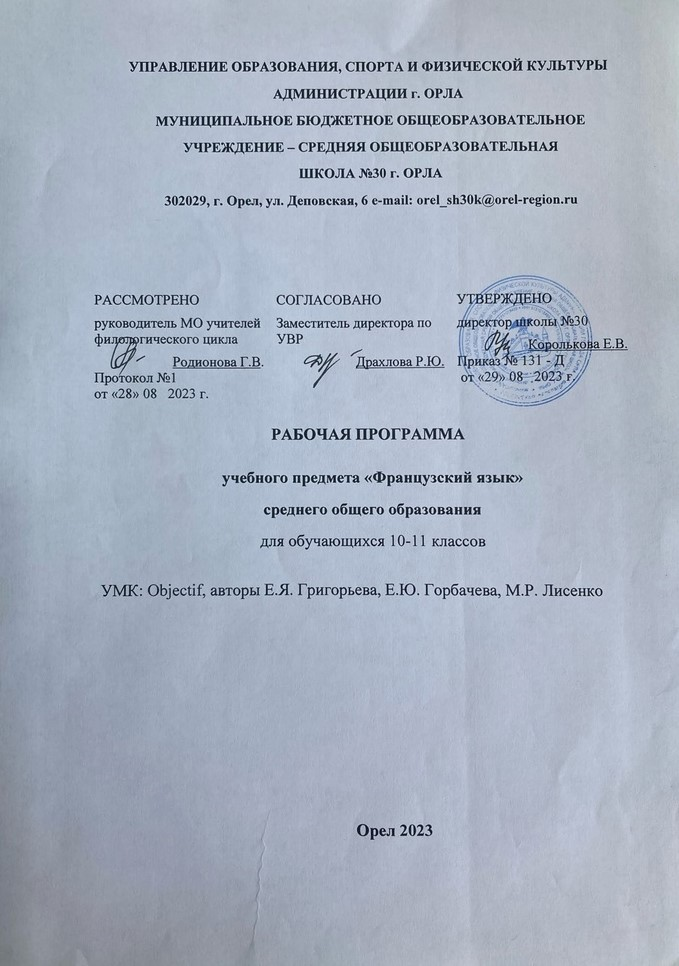 УПРАВЛЕНИЕ ОБРАЗОВАНИЯ, СПОРТА И ФИЗИЧЕСКОЙ КУЛЬТУРЫ
АДМИНИСТРАЦИИ г. ОРЛА
МУНИЦИПАЛЬНОЕ БЮДЖЕТНОЕ ОБЩЕОБРАЗОВАТЕЛЬНОЕ
УЧРЕЖДЕНИЕ – СРЕДНЯЯ ОБЩЕОБРАЗОВАТЕЛЬНАЯ
ШКОЛА №30 г. ОРЛА
302029, г. Орел, ул. Деповская, 6 e-mail: orel_sh30k@orel-region.ru
РАССМОТРЕНО
руководитель МО учителей
филологического цикла
Родионова Г.В.
Протокол №1
от «28» 08 2023 г.
СОГЛАСОВАНО
Заместитель директора по
УВР
Драхлова Р.Ю.
УТВЕРЖДЕНО
директор школы №30
Королькова Е.В.
Приказ № 131 - Д
от «29» 08 2023 г.
РАБОЧАЯ ПРОГРАММА
учебного предмета «Французский язык»
среднего общего образования
для обучающихся 10-11 классов
УМК: Objectif, авторы Е.Я. Григорьева, Е.Ю. Горбачева, М.Р. Лисенко
Орел 2023